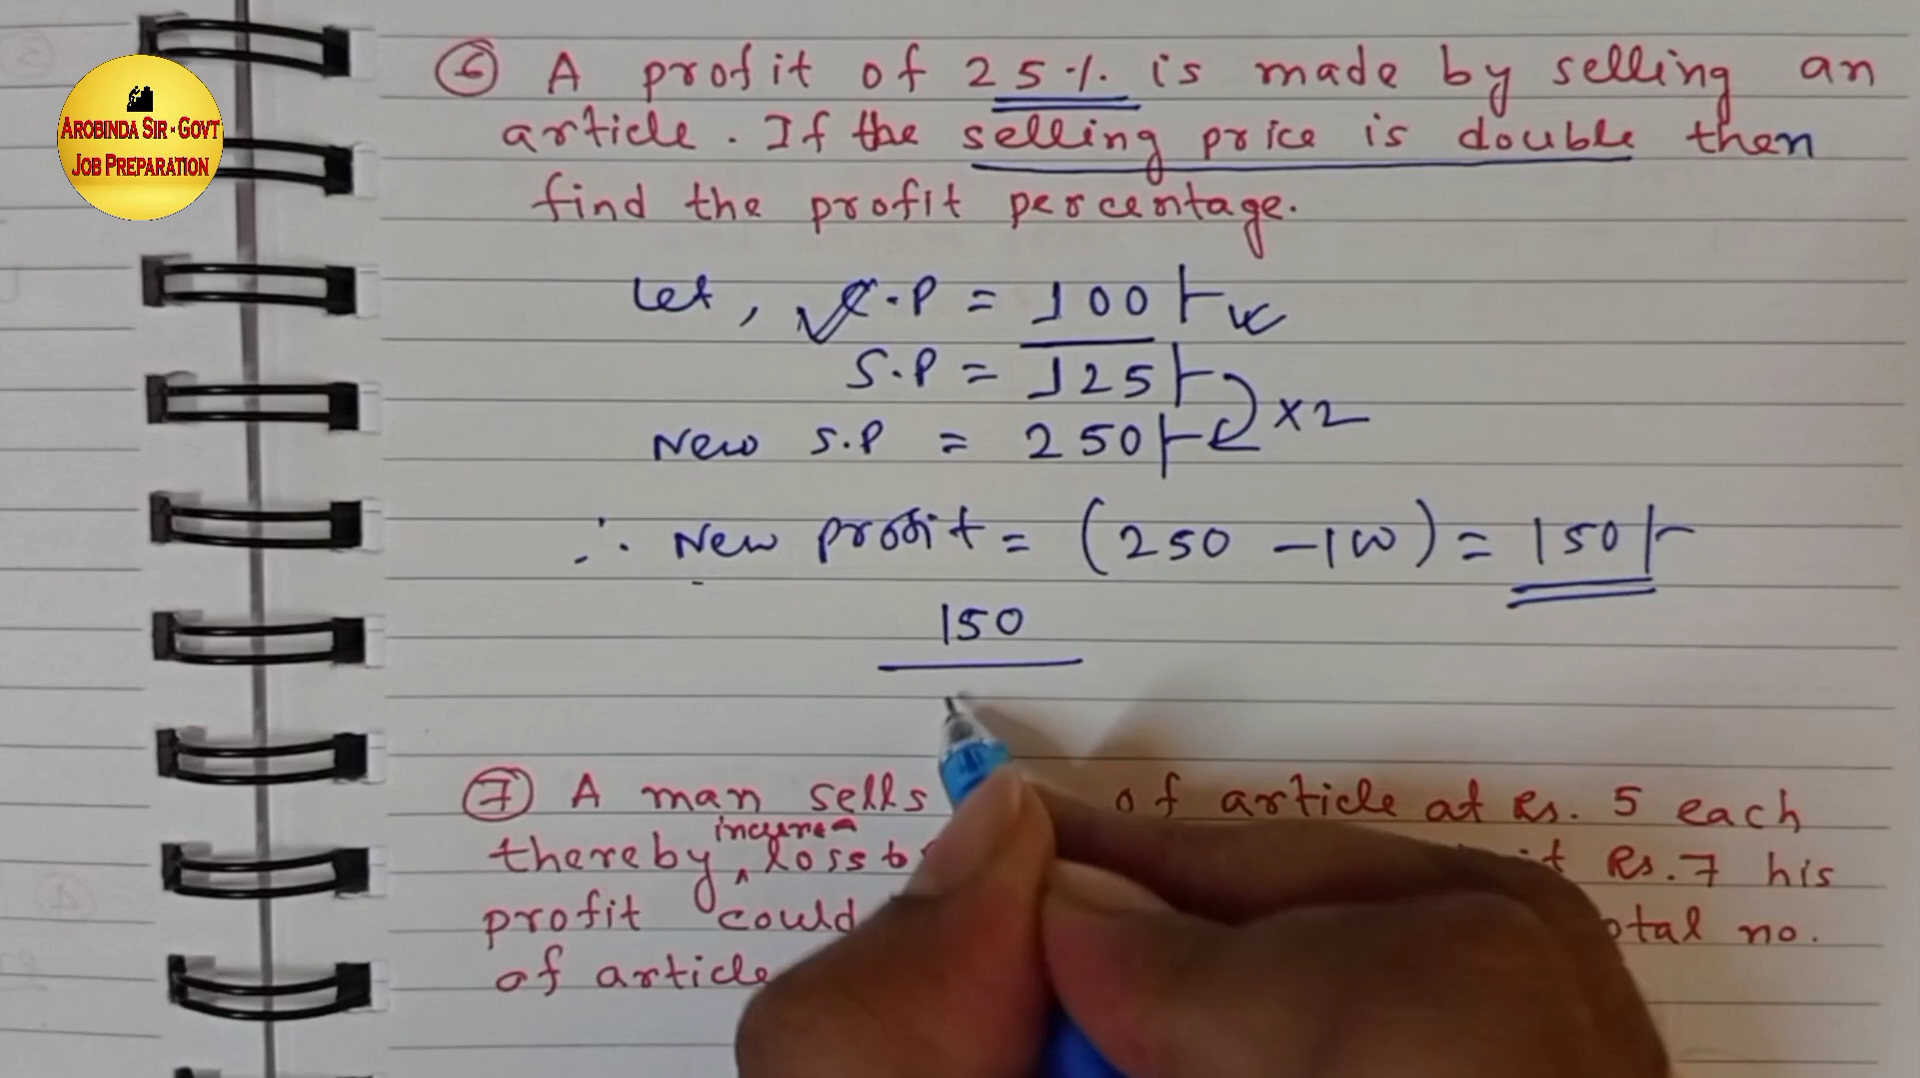 AROBINDA SIR - GOVT
JOB PREPARATION
⑥ A profit of 25% is made by selling an
article. If the selling price is double then
find the profit percentage.
Let, C.P = 100/-
S.P = 125/-
×2
New S.P = 250/-
∴ New profit = (250 - 100) = 150/-
150
⑦ A man sells of article at Rs. 5 each
incures
thereby loss Rs. 7 his
profit could no.
of article